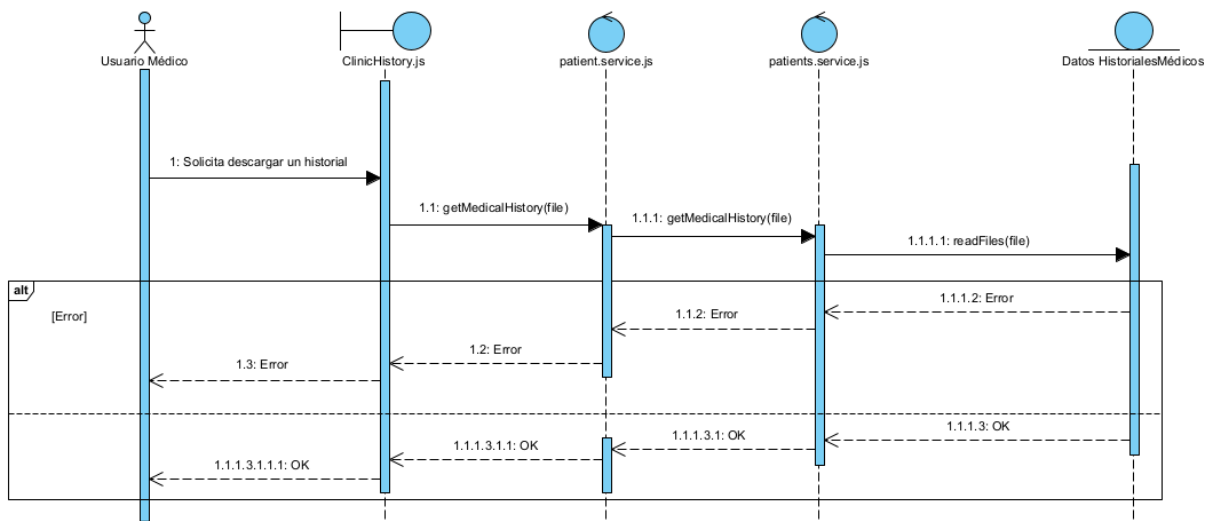 Usuario Médico
ClinicHistory.js
patient.service.js
patients.service.js
Datos HistorialesMédicos
1: Solicita descargar un historial
1.1: getMedicalHistory(file)
1.1.1: getMedicalHistory(file)
1.1.1.1: readFiles(file)
alt
[Error]
1.1.1.2: Error
1.1.2: Error
1.2: Error
1.3: Error
1.1.1.3: OK
1.1.1.3.1: OK
1.1.1.3.1.1: OK
1.1.1.3.1.1.1: OK